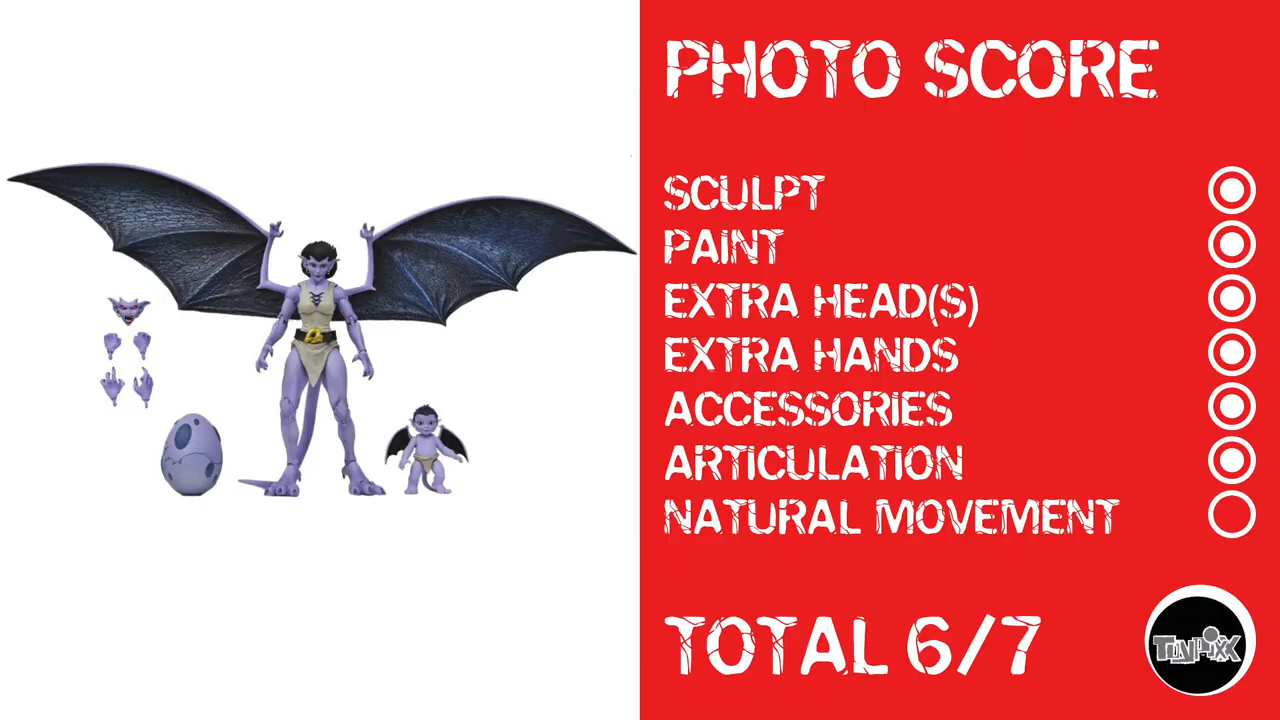 PHOTO SCORE
SCULPT
PAINT
EXTRA HEAD(S)
EXTRA HANDS
ACCESSORIES
ARTICULATION
NATURAL MOVEMENT
TOTAL 6/7